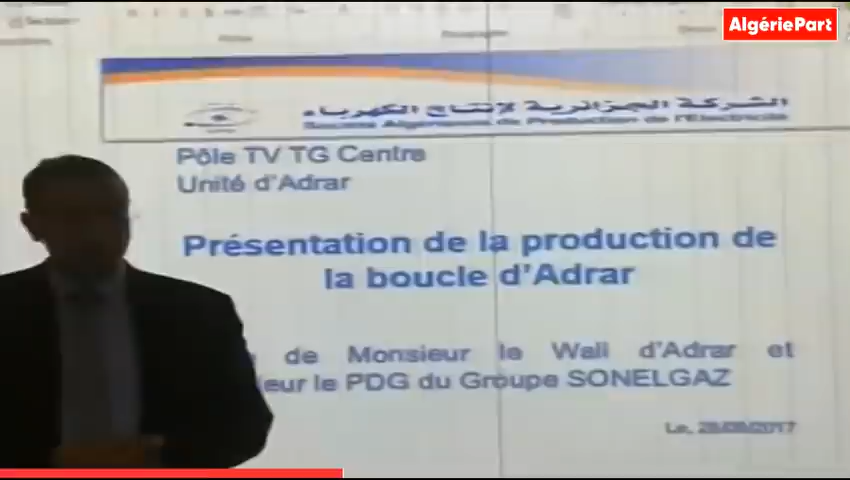 AlgériePart
الشركة الجزائرية لإنتاج الكهرباء
Société Algérienne de Production de l'Electricité
Pôle TV TG Centre
Unité d'Adrar
Présentation de la production de
la boucle d'Adrar
de Monsieur le Wali d'Adrar et
ieur le PDG du Groupe SONELGAZ
Le,